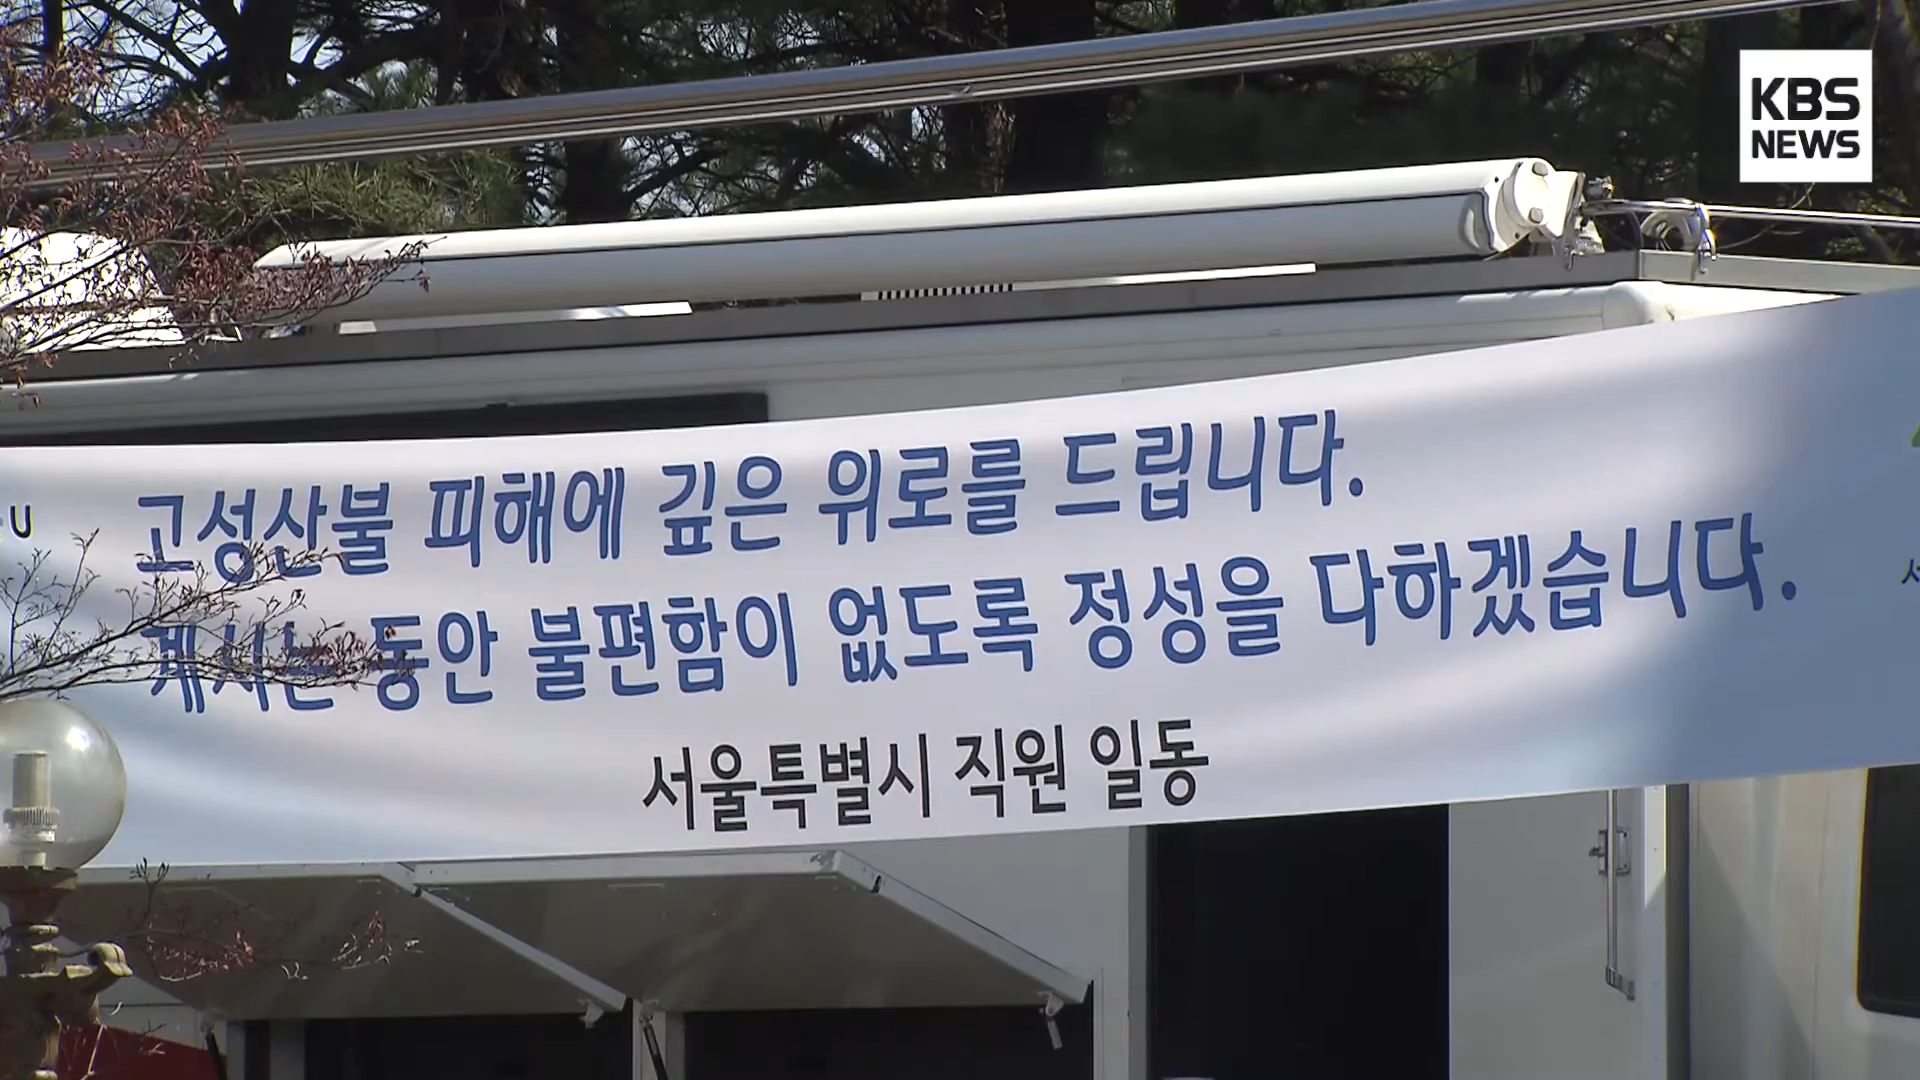 KBS
NEWS
고성산불 피해에 깊은 위로를 드립니다.
계시는 동안 불편함이 없도록 정성을 다하겠습니다.
서울특별시 직원 일동